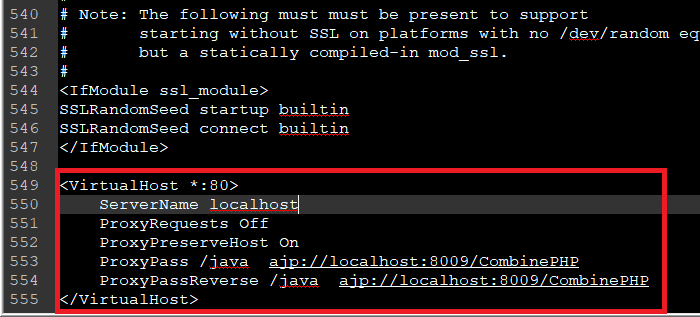 540 # Note: The following must must be present to support
541 #       starting without SSL on platforms with no /dev/random eq
542 #       but a statically compiled-in mod_ssl.
543 #
544 <IfModule ssl_module>
545 SSLRandomSeed startup builtin
546 SSLRandomSeed connect builtin
547 </IfModule>
548
549 <VirtualHost *:80>
550     ServerName localhost
551     ProxyRequests Off
552     ProxyPreserveHost On
553     ProxyPass /java  ajp://localhost:8009/CombinePHP
554     ProxyPassReverse /java  ajp://localhost:8009/CombinePHP
555 </VirtualHost>